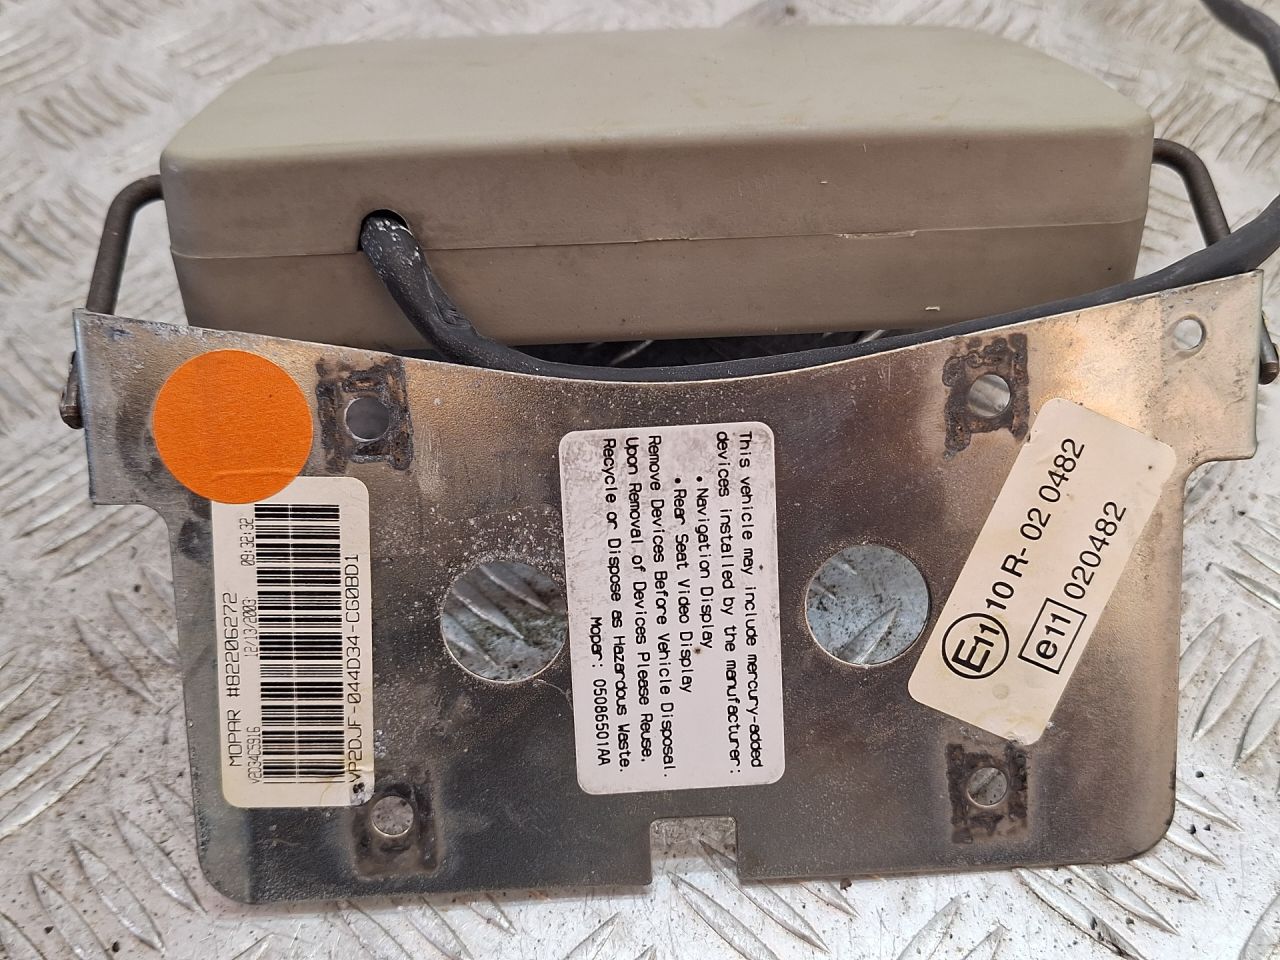 MOPAR #82206272
Y2D34C5916 12/13/2003 09:32:32
VP2DJF-044D34-CG0BD1
This vehicle may include mercury-added
devices installed by the manufacturer:
• Navigation Display
• Rear Seat Video Display
Remove Devices Before Vehicle Disposal.
Upon Removal of Devices Please Reuse,
Recycle or Dispose as Hazardous Waste.
Mopar: 05086501AA
E11 10 R- 02 0482
e11 020482